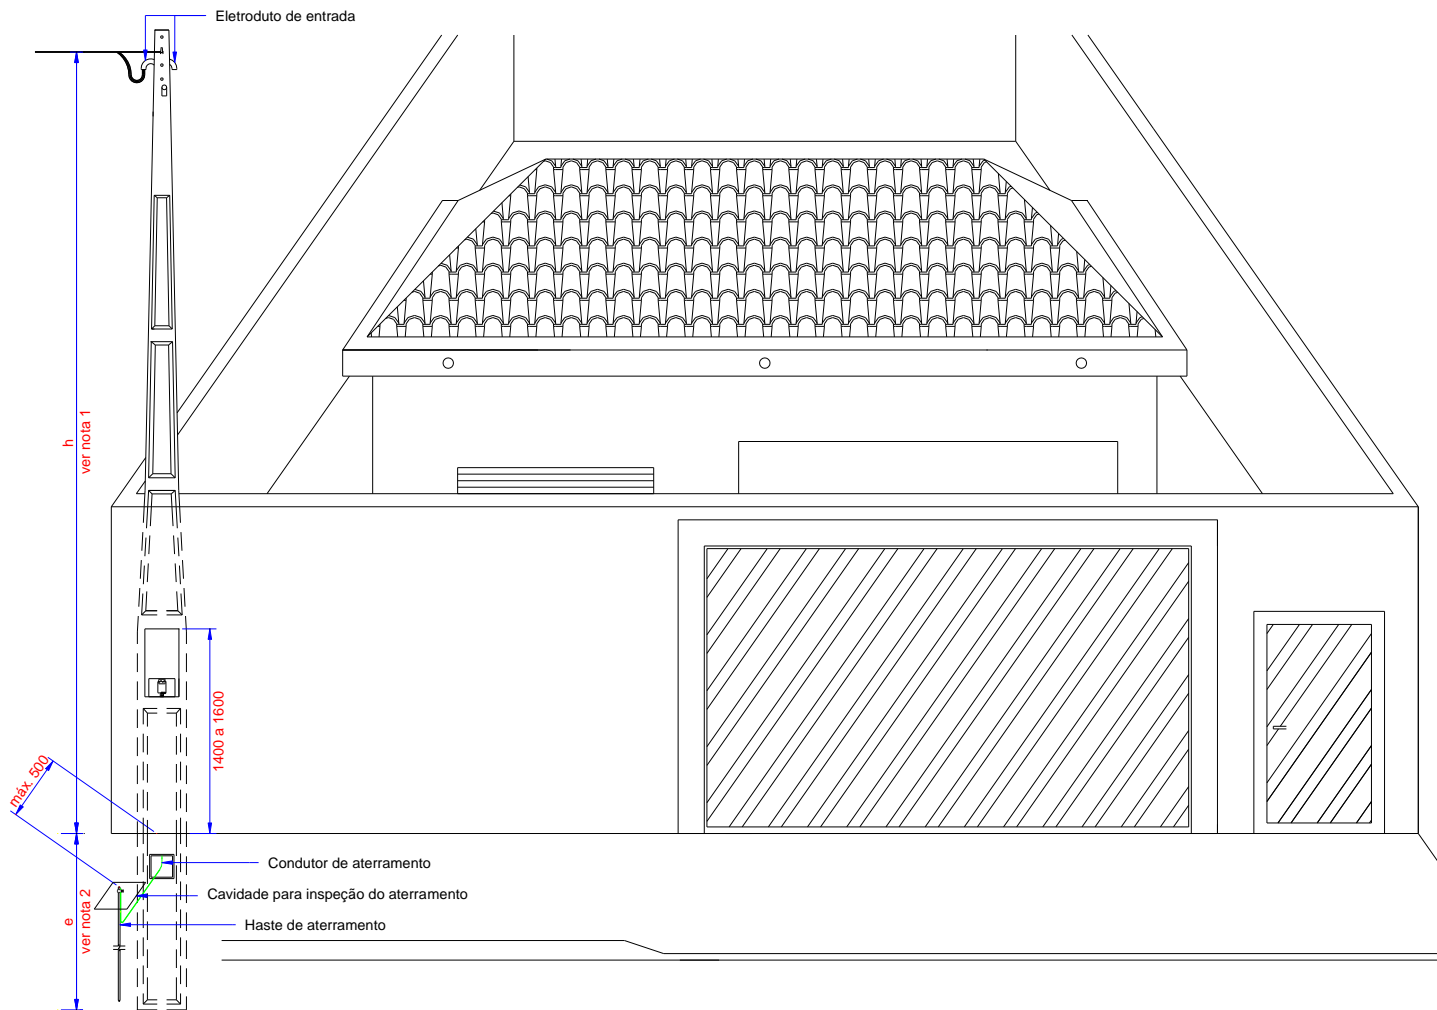 Eletroduto de entrada
h
ver nota 1
1400 a 1600
máx. 500
Condutor de aterramento
Cavidade para inspeção do aterramento
Haste de aterramento
e
ver nota 2